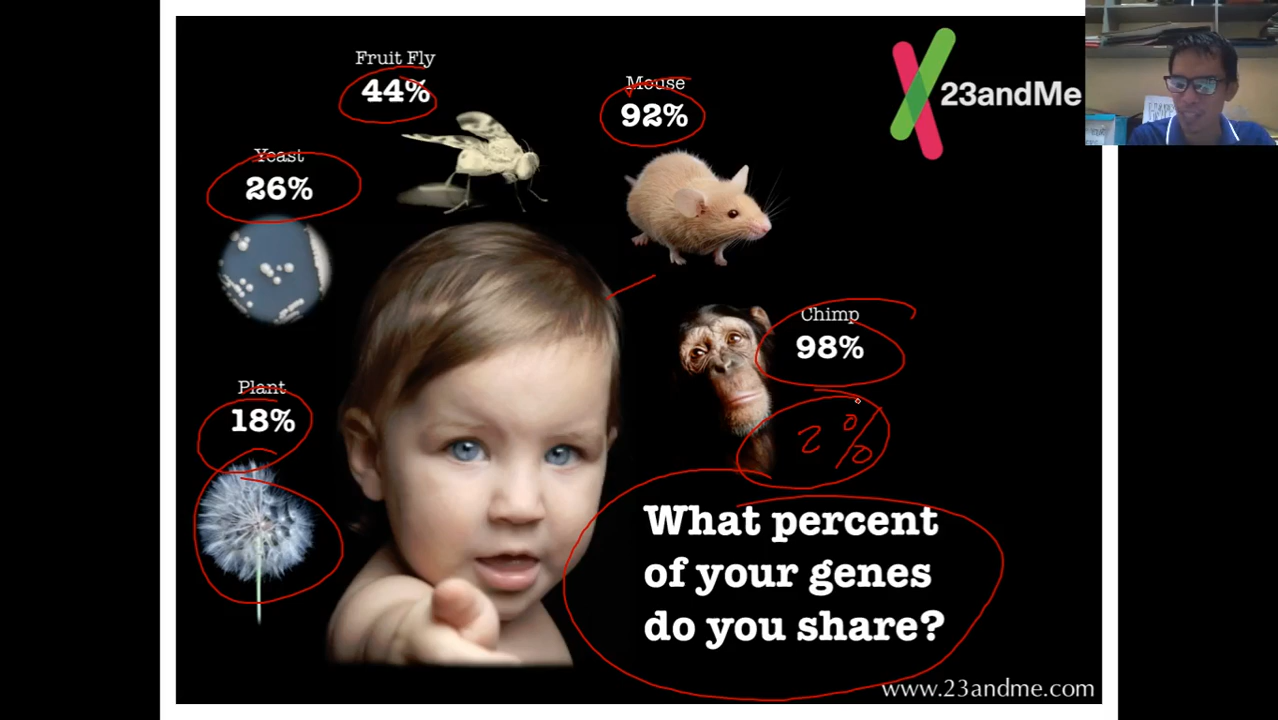 Fruit Fly
44%
Mouse
92%
23andMe
Yeast
26%
Chimp
98%
Plant
18%
2%
What percent
of your genes
do you share?
www.23andme.com